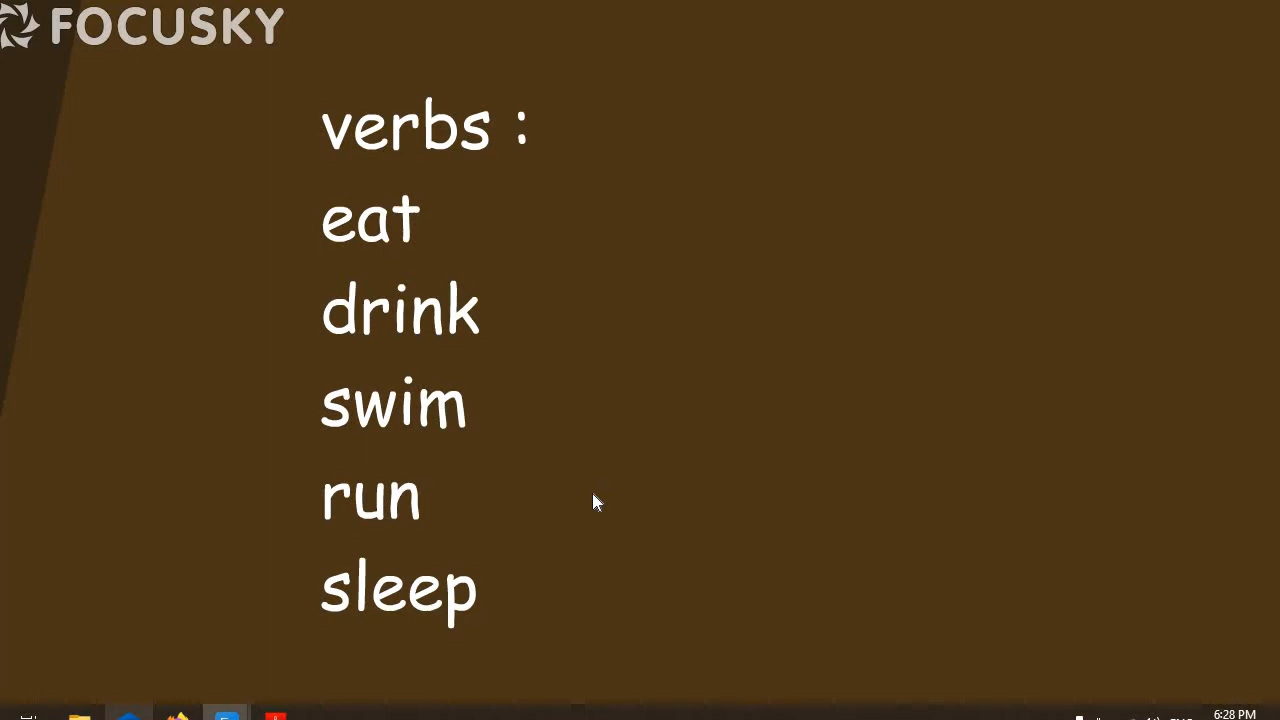 FOCUSKY
verbs :
eat
drink
swim
run
sleep
6:28 PM